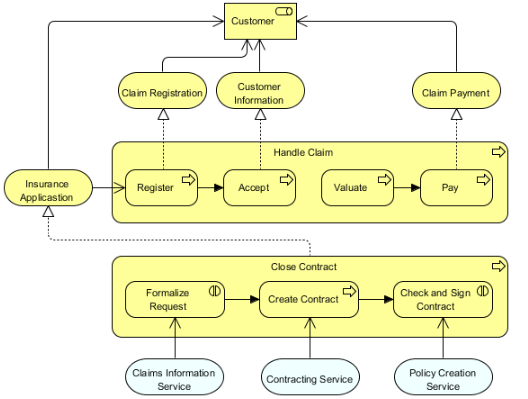 Customer
Claim Registration
Customer
Information
Claim Payment
Handle Claim
Insurance
Applicastion
Register
Accept
Valuate
Pay
Close Contract
Formalize
Request
Create Contract
Check and Sign
Contract
Claims Information
Service
Contracting Service
Policy Creation
Service